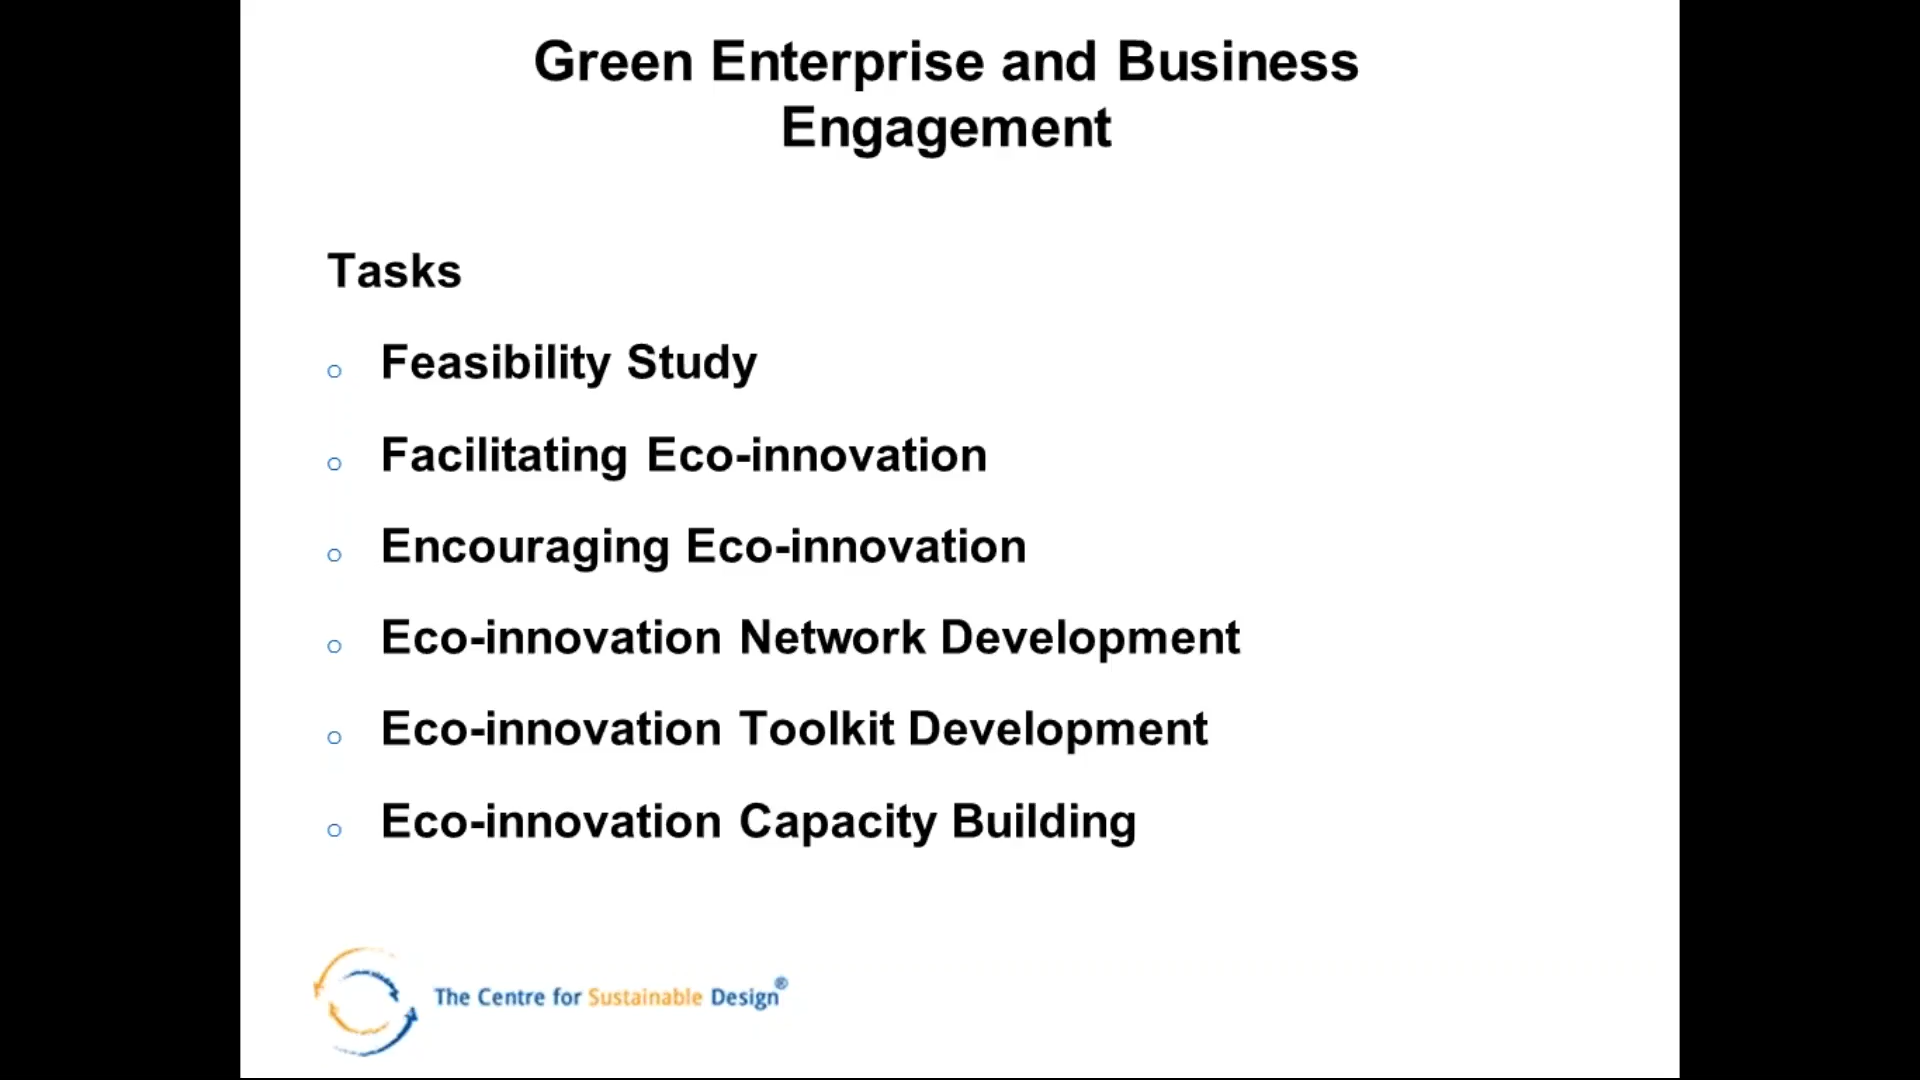 Green Enterprise and Business
Engagement
Tasks
Feasibility Study
Facilitating Eco-innovation
Encouraging Eco-innovation
Eco-innovation Network Development
Eco-innovation Toolkit Development
Eco-innovation Capacity Building
The Centre for Sustainable Design®